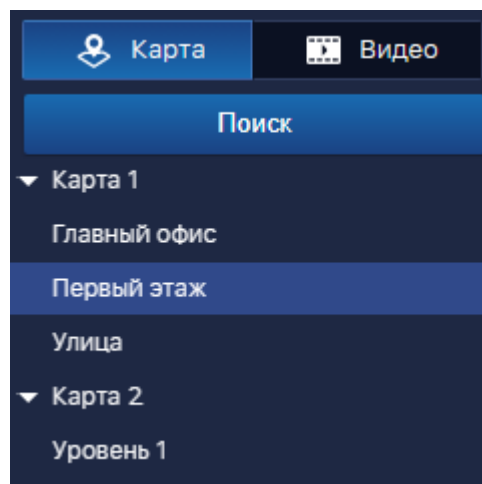 Карта Видео
Поиск
Карта 1
Главный офис
Первый этаж
Улица
Карта 2
Уровень 1